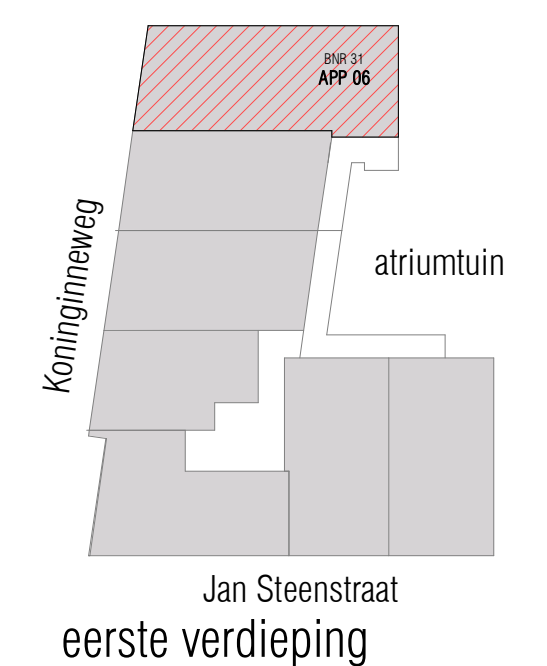 BNR 31
APP 06
Koninginneweg
atriumtuin
Jan Steenstraat
eerste verdieping